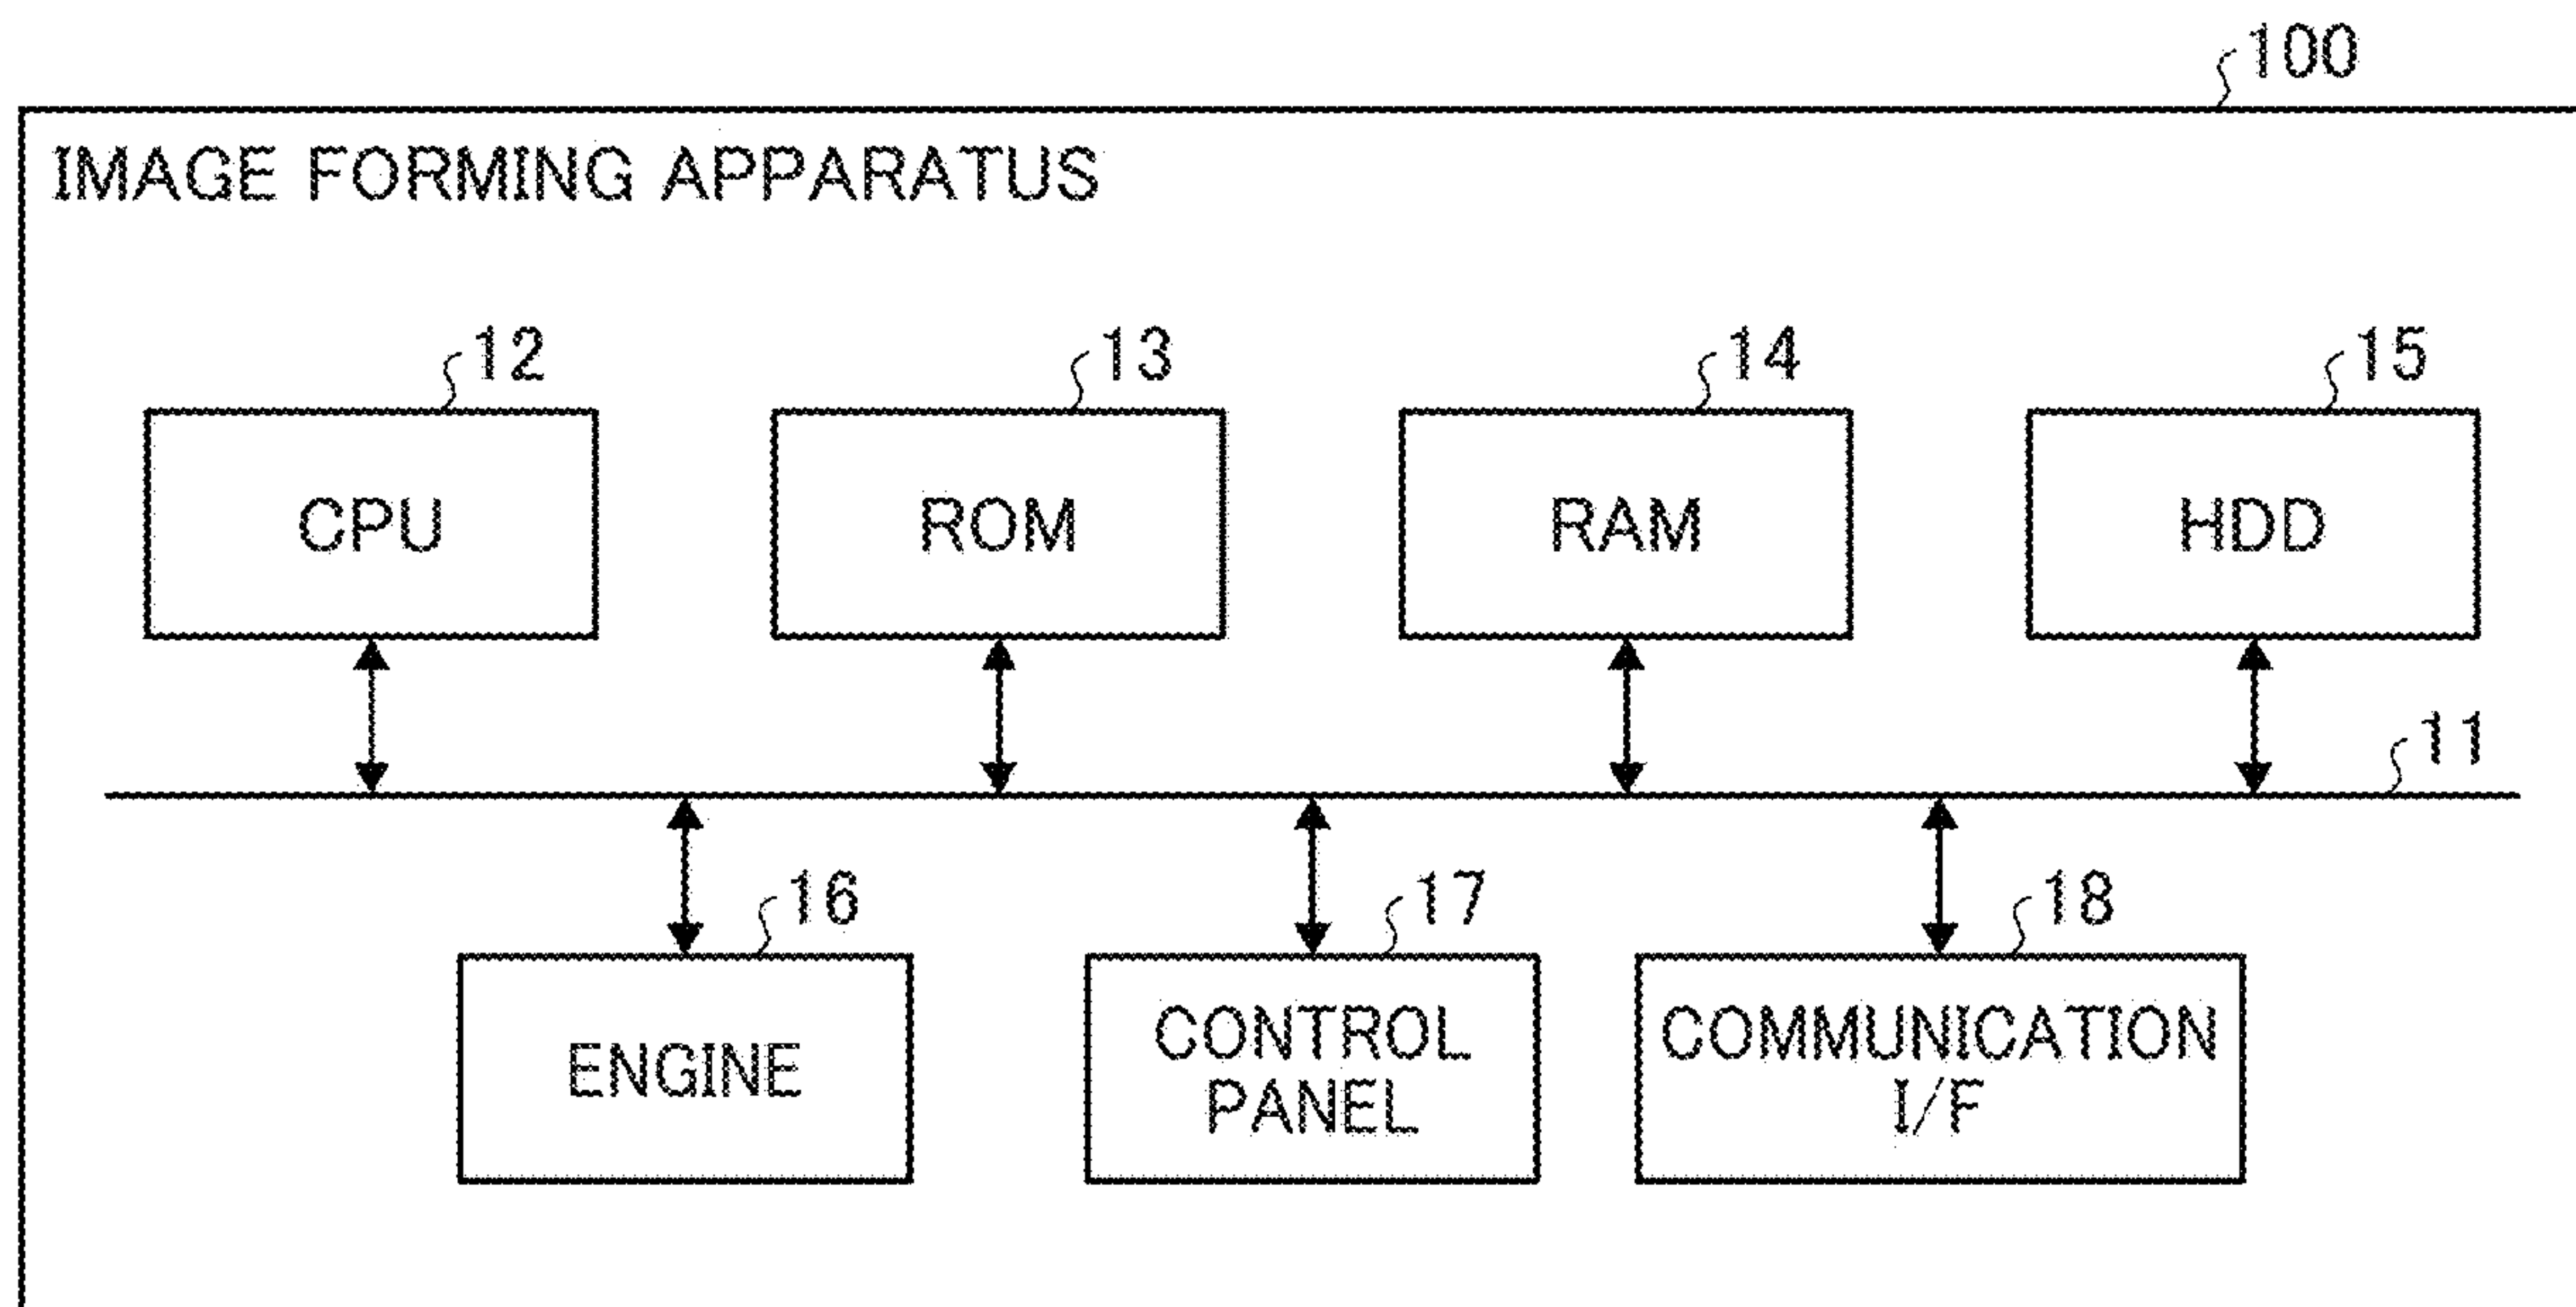 100
IMAGE FORMING APPARATUS
12
13
14
15
CPU
ROM
RAM
HDD
11
16
17
18
ENGINE
CONTROL
PANEL
COMMUNICATION
I/F